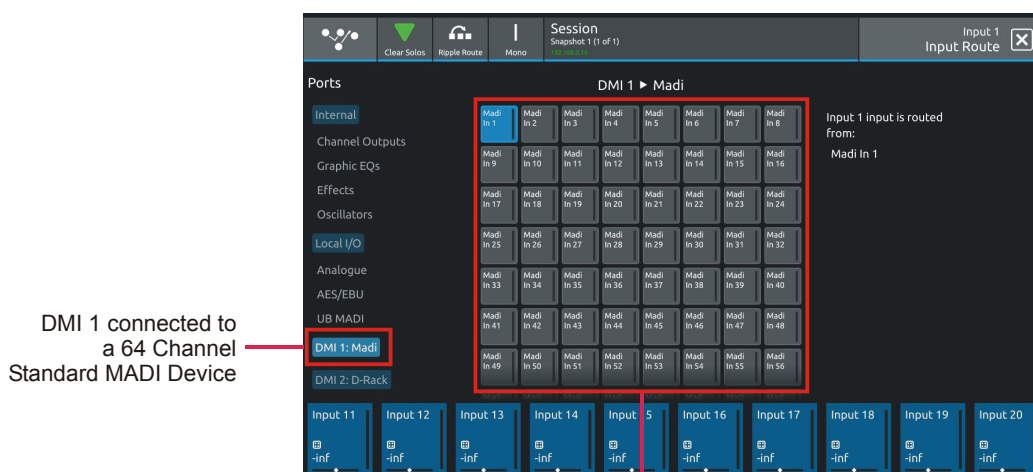 Clear Solos
Ripple Route
Mono
Session
Snapshot 1 (1 of 1)
192.168.0.16
Input 1
Input Route
Ports
DMI 1 ► Madi
Internal
Channel Outputs
Graphic EQs
Effects
Oscillators
Local I/O
Analogue
AES/EBU
UB MADI
DMI 1: Madi
DMI 2: D-Rack
Madi In 1
Madi In 2
Madi In 3
Madi In 4
Madi In 5
Madi In 6
Madi In 7
Madi In 8
Madi In 9
Madi In 10
Madi In 11
Madi In 12
Madi In 13
Madi In 14
Madi In 15
Madi In 16
Madi In 17
Madi In 18
Madi In 19
Madi In 20
Madi In 21
Madi In 22
Madi In 23
Madi In 24
Madi In 25
Madi In 26
Madi In 27
Madi In 28
Madi In 29
Madi In 30
Madi In 31
Madi In 32
Madi In 33
Madi In 34
Madi In 35
Madi In 36
Madi In 37
Madi In 38
Madi In 39
Madi In 40
Madi In 41
Madi In 42
Madi In 43
Madi In 44
Madi In 45
Madi In 46
Madi In 47
Madi In 48
Madi In 49
Madi In 50
Madi In 51
Madi In 52
Madi In 53
Madi In 54
Madi In 55
Madi In 56
Input 1 input is routed
from:
Madi In 1
DMI 1 connected to
a 64 Channel
Standard MADI Device
Input 11
Input 12
Input 13
Input 14
Input 5
Input 16
Input 17
Input 18
Input 19
Input 20
-inf
-inf
-inf
-inf
-inf
-inf
-inf
-inf
-inf
-inf